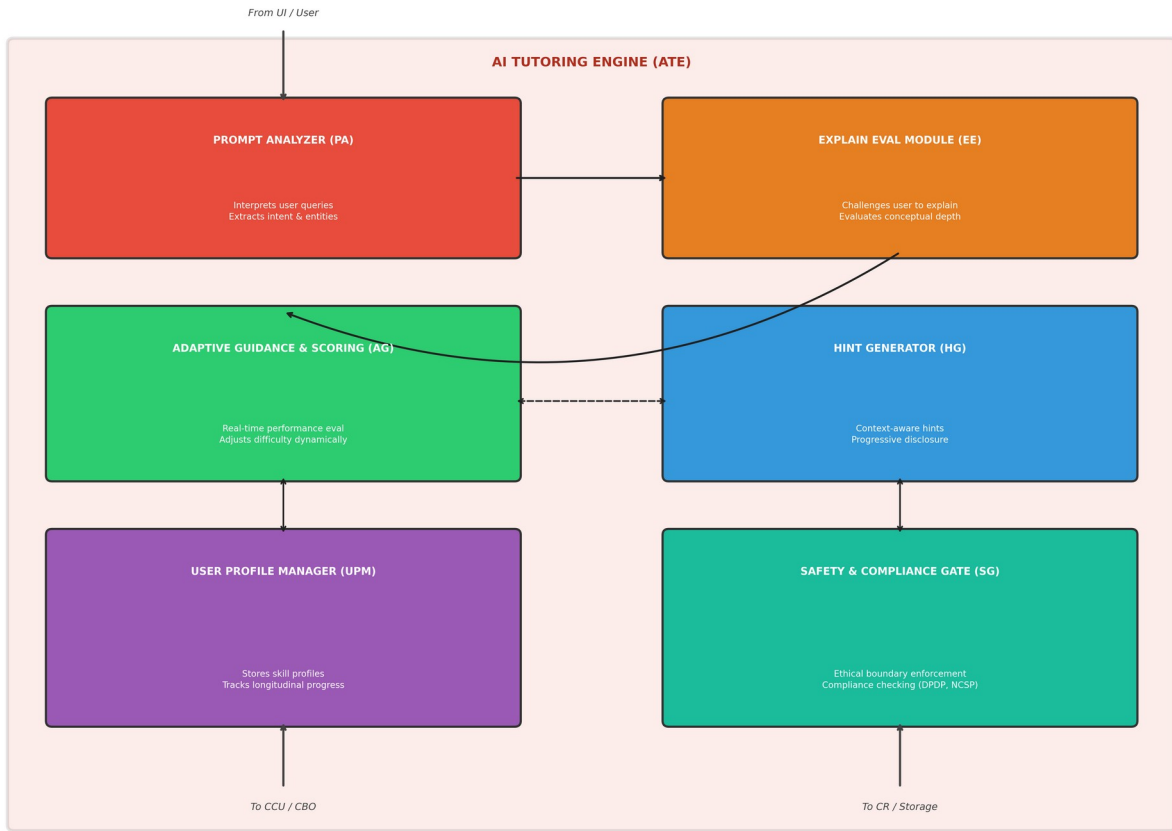 From UI / User
AI TUTORING ENGINE (ATE)
PROMPT ANALYZER (PA)
Interprets user queries
Extracts intent & entities
EXPLAIN EVAL MODULE (EE)
Challenges user to explain
Evaluates conceptual depth
ADAPTIVE GUIDANCE & SCORING (AG)
Real-time performance eval
Adjusts difficulty dynamically
HINT GENERATOR (HG)
Context-aware hints
Progressive disclosure
USER PROFILE MANAGER (UPM)
Stores skill profiles
Tracks longitudinal progress
SAFETY & COMPLIANCE GATE (SG)
Ethical boundary enforcement
Compliance checking (DPDP, NCSP)
To CCU / CBO
To CR / Storage